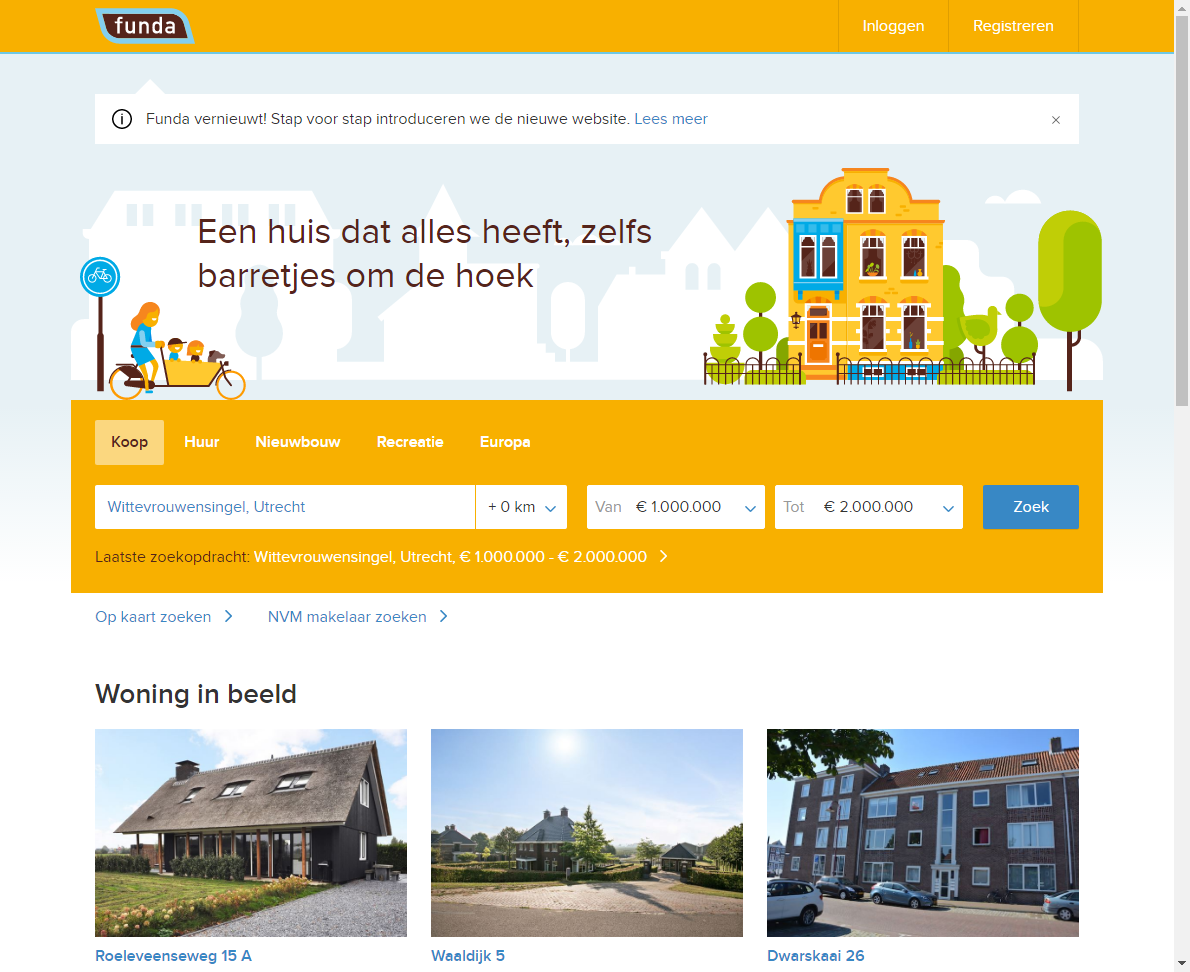 funda
Inloggen
Registreren
Funda vernieuwt! Stap voor stap introduceren we de nieuwe website. Lees meer
Een huis dat alles heeft, zelfs
barretjes om de hoek
Koop Huur Nieuwbouw Recreatie Europa
Wittevrouwensingel, Utrecht + 0 km Van € 1.000.000 Tot € 2.000.000 Zoek
Laatste zoekopdracht: Wittevrouwensingel, Utrecht, € 1.000.000 - € 2.000.000
Op kaart zoeken NVM makelaar zoeken
Woning in beeld
Roeleveenseweg 15 A Waaldijk 5 Dwarskaai 26